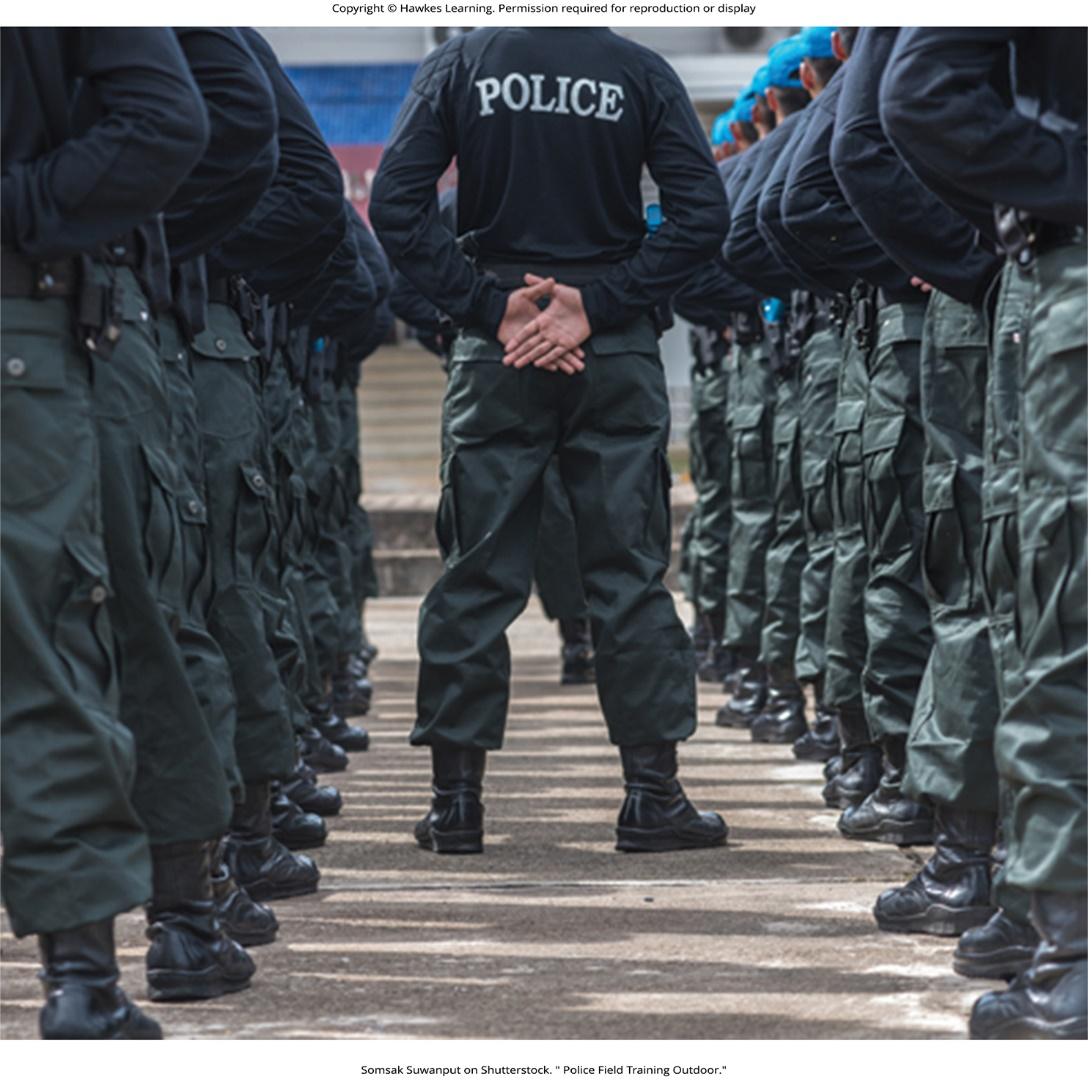 Copyright © Hawkes Learning. Permission required for reproduction or display
POLICE
Somsak Suwanput on Shutterstock. " Police Field Training Outdoor."